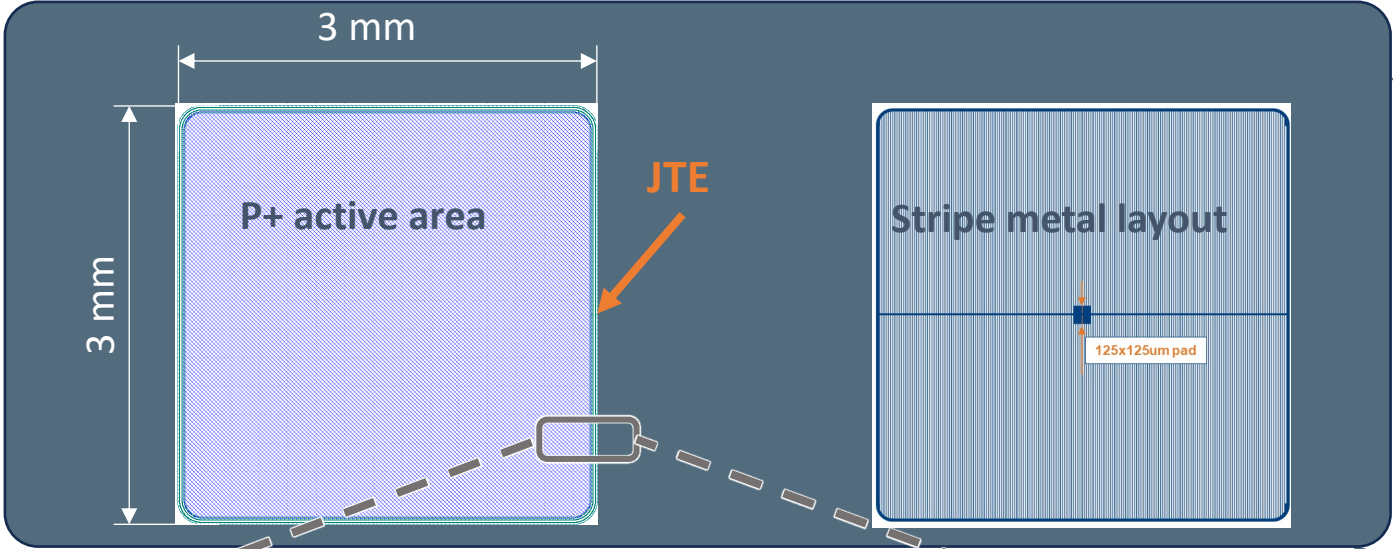 3 mm
JTE
P+ active area
Stripe metal layout
3 mm
125x125um pad